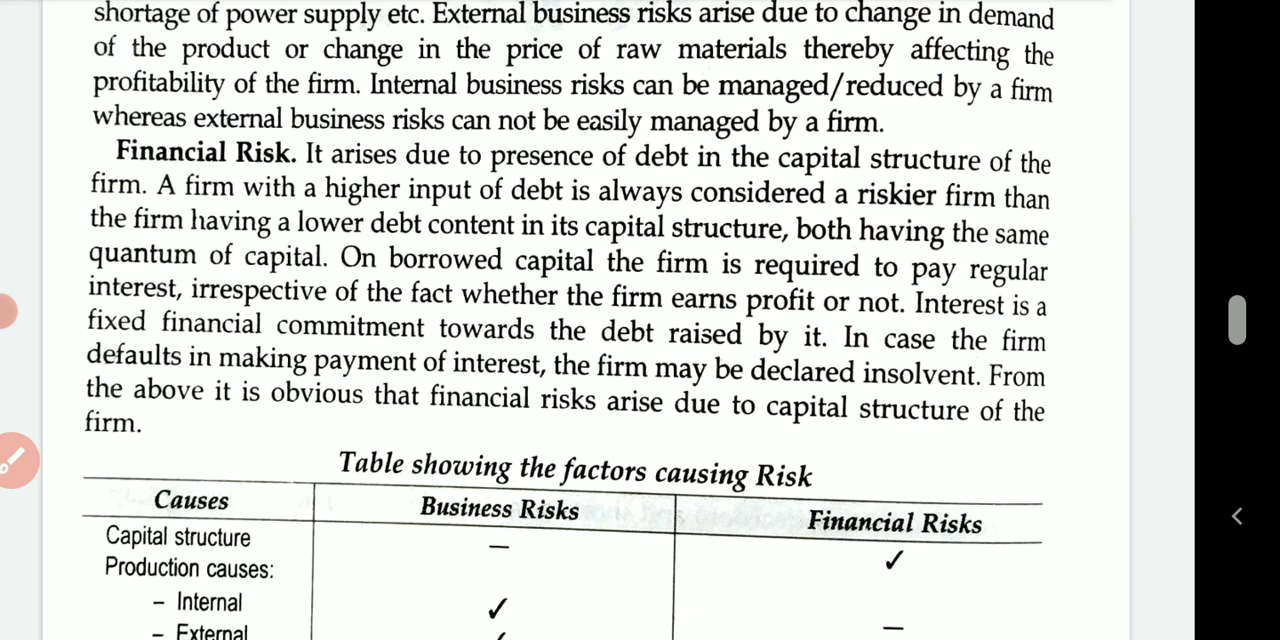 shortage of power supply etc. External business risks arise due to change in demand
of the product or change in the price of raw materials thereby affecting the
profitability of the firm. Internal business risks can be managed/reduced by a firm
whereas external business risks can not be easily managed by a firm.
Financial Risk. It arises due to presence of debt in the capital structure of the
firm. A firm with a higher input of debt is always considered a riskier firm than
the firm having a lower debt content in its capital structure, both having the same
quantum of capital. On borrowed capital the firm is required to pay regular
interest, irrespective of the fact whether the firm earns profit or not. Interest is a
fixed financial commitment towards the debt raised by it. In case the firm
defaults in making payment of interest, the firm may be declared insolvent. From
the above it is obvious that financial risks arise due to capital structure of the
firm.
Table showing the factors causing Risk
Causes Business Risks Financial Risks
Capital structure – ✓
Production causes:
– Internal ✓ –
– External ✓